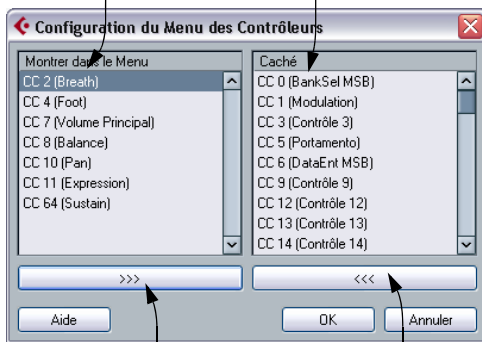 Configuration du Menu des Contrôleurs
Montrer dans le Menu
CC 2 (Breath)
CC 4 (Foot)
CC 7 (Volume Principal)
CC 8 (Balance)
CC 10 (Pan)
CC 11 (Expression)
CC 64 (Sustain)
Caché
CC 0 (BankSel MSB)
CC 1 (Modulation)
CC 3 (Contrôle 3)
CC 5 (Portamento)
CC 6 (DataEnt MSB)
CC 9 (Contrôle 9)
CC 12 (Contrôle 12)
CC 13 (Contrôle 13)
CC 14 (Contrôle 14)
>>>
<<<
Aide
OK
Annuler